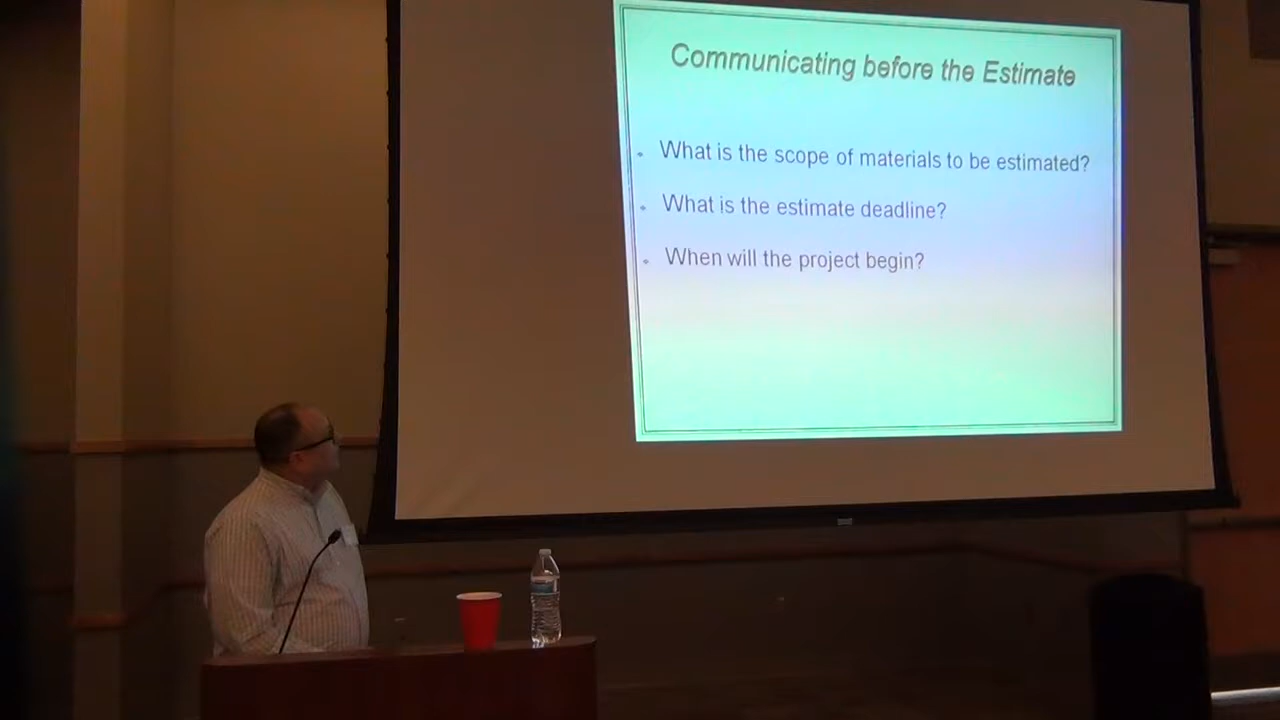 Communicating before the Estimate
What is the scope of materials to be estimated?
What is the estimate deadline?
When will the project begin?